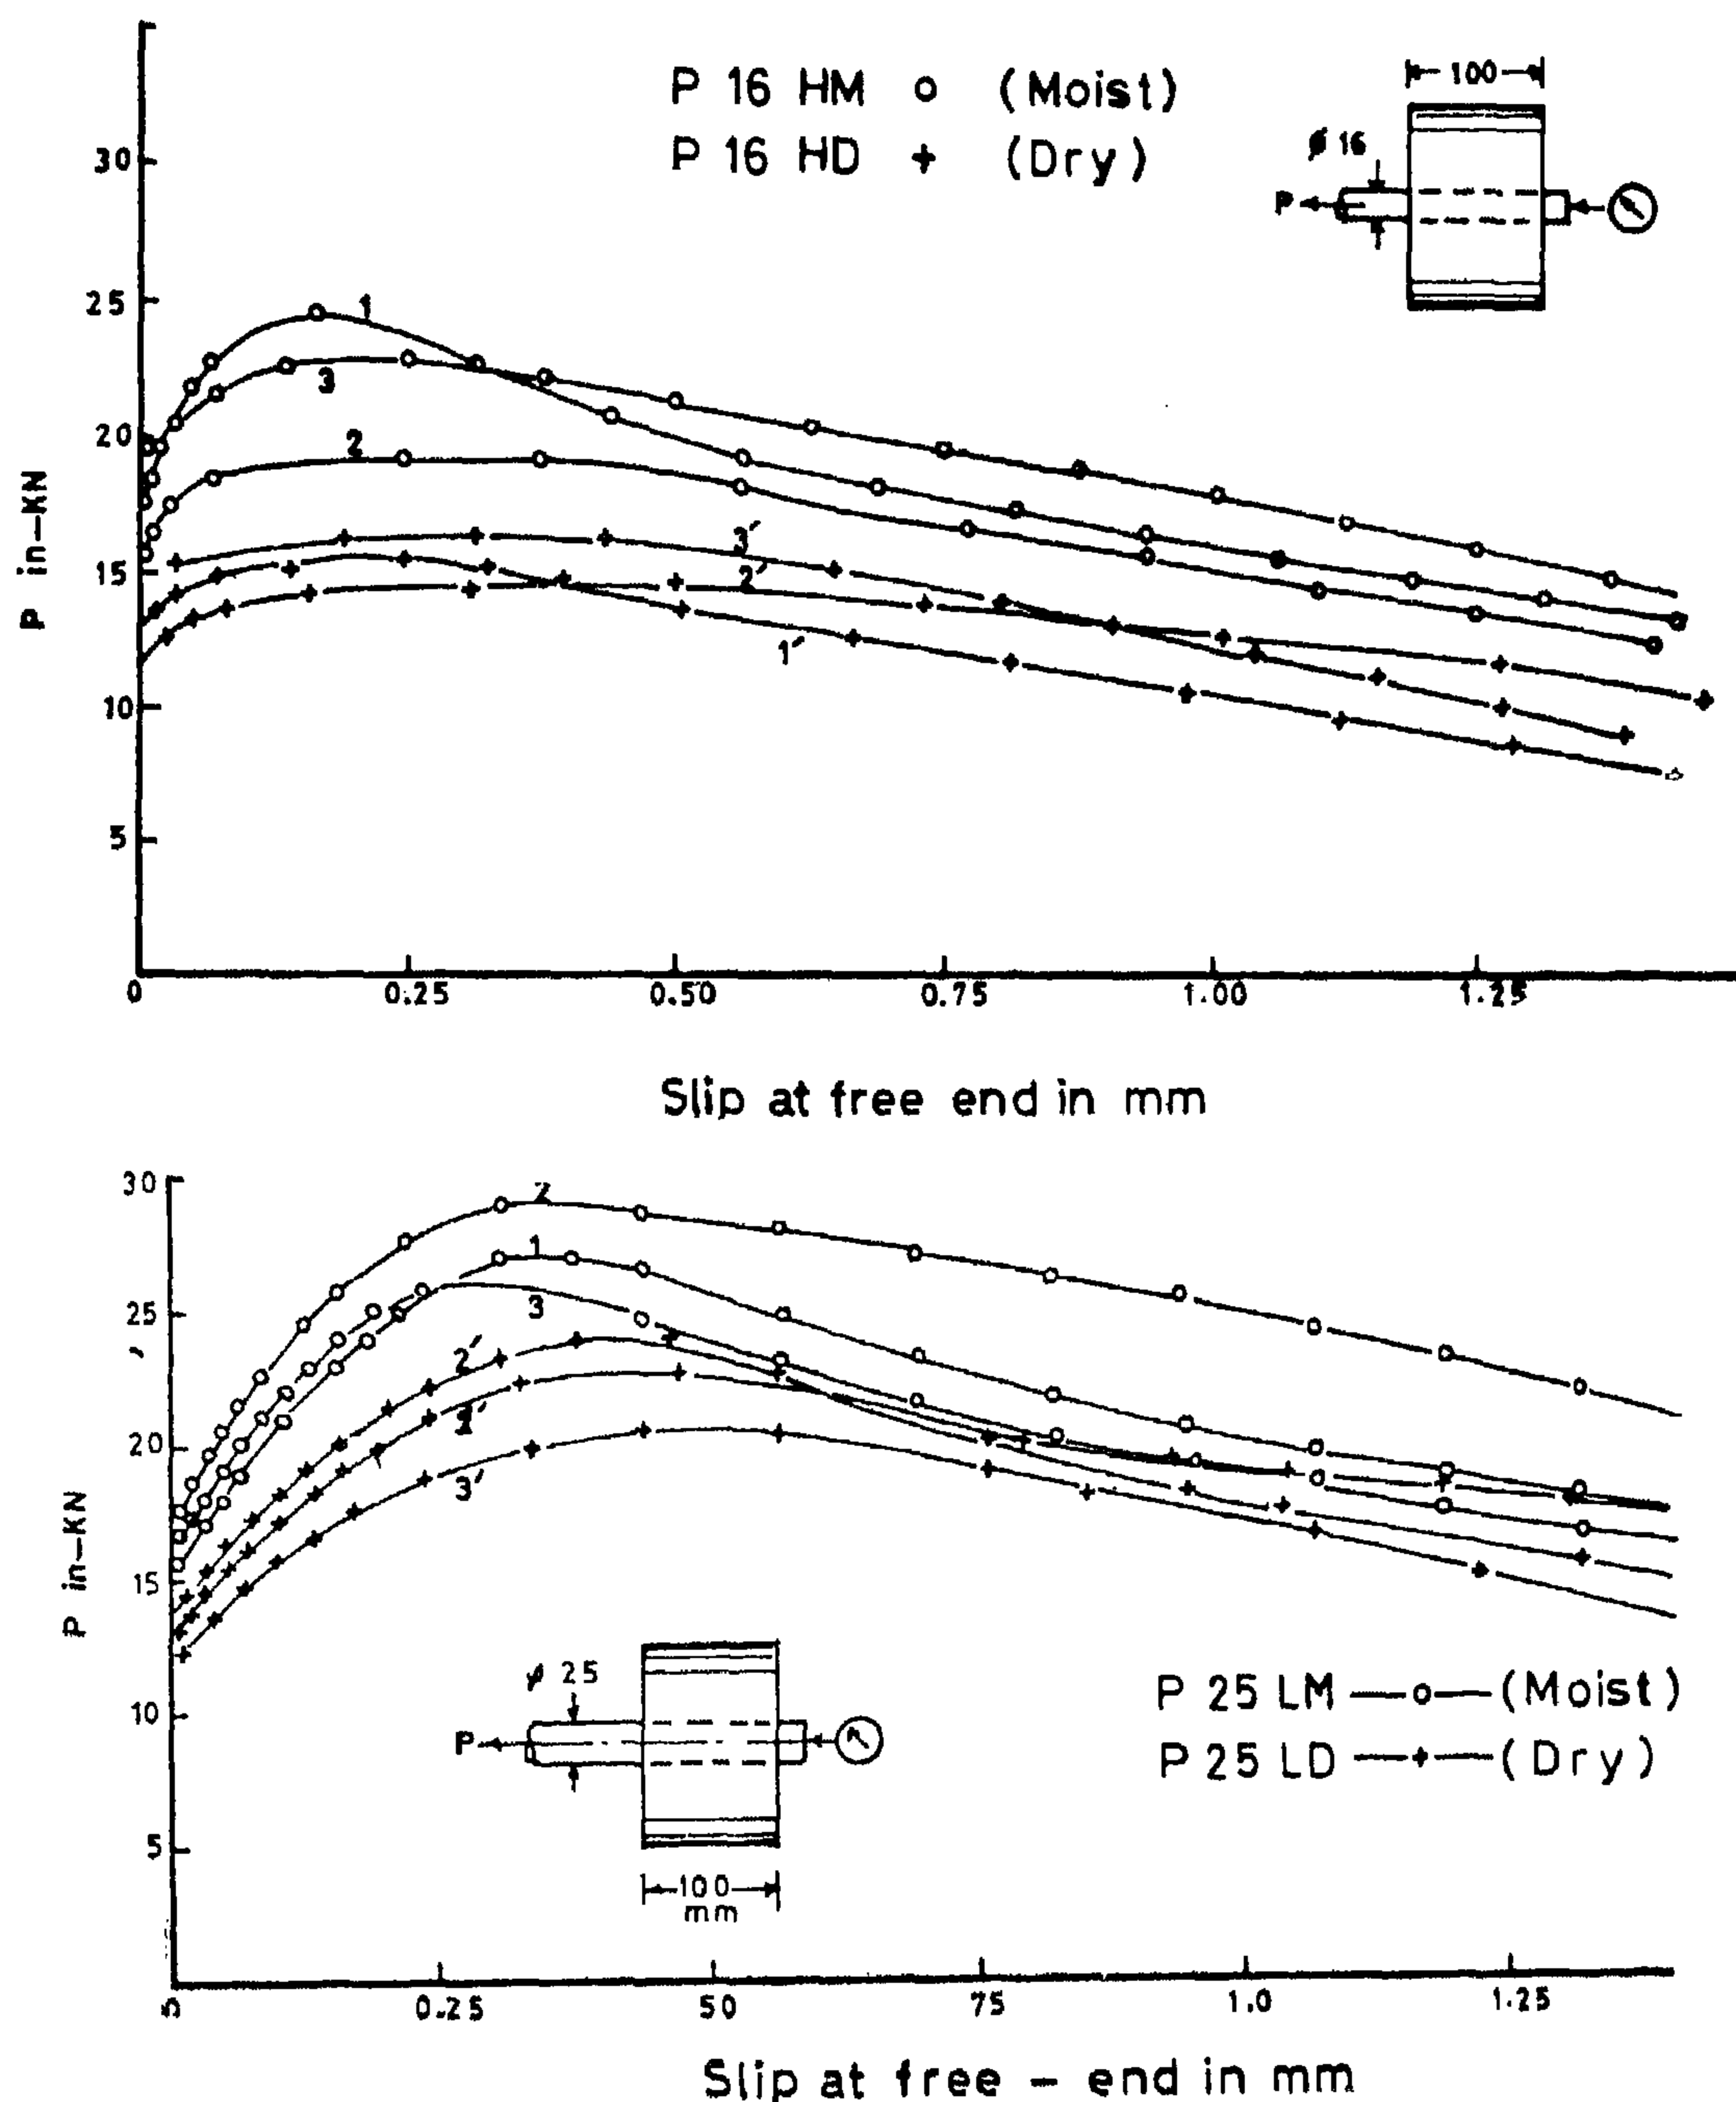 P 16 HM o (Moist)
P 16 HD + (Dry)
100
ø 16
P
P in-KN
30
25
20
15
10
5
1
3
2
3′
2′
1′
0 0.25 0.50 0.75 1.00 1.25
Slip at free end in mm
P in-KN
30
25
20
15
10
5
2
1
3
2′
1′
3′
ø 25
P
100
mm
P 25 LM —o— (Moist)
P 25 LD —+— (Dry)
0.25 50 75 1.0 1.25
Slip at free - end in mm